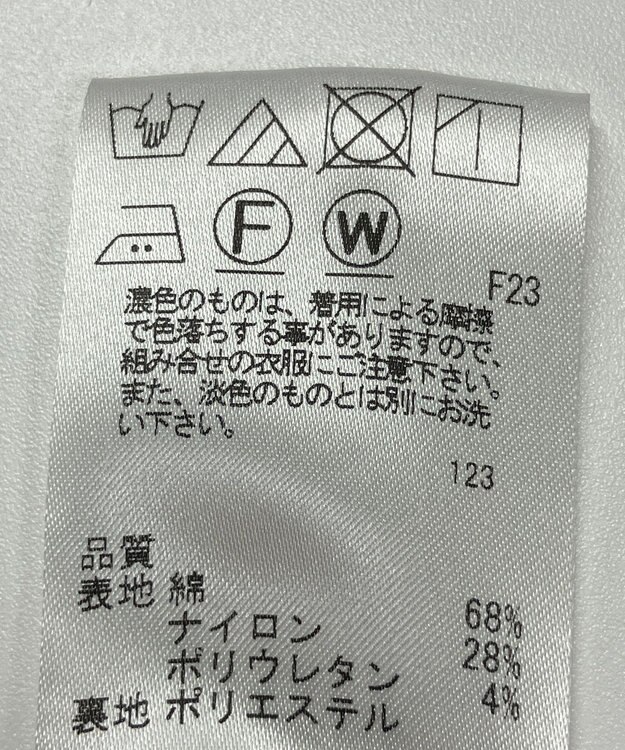 F W
F23
濃色のものは、着用による摩擦
で色落ちする事がありますので、
組み合せの衣服にご注意下さい。
また、淡色のものとは別にお洗
い下さい。
123
品質
表地 綿 68%
ナイロン 28%
ポリウレタン 4%
裏地 ポリエステル